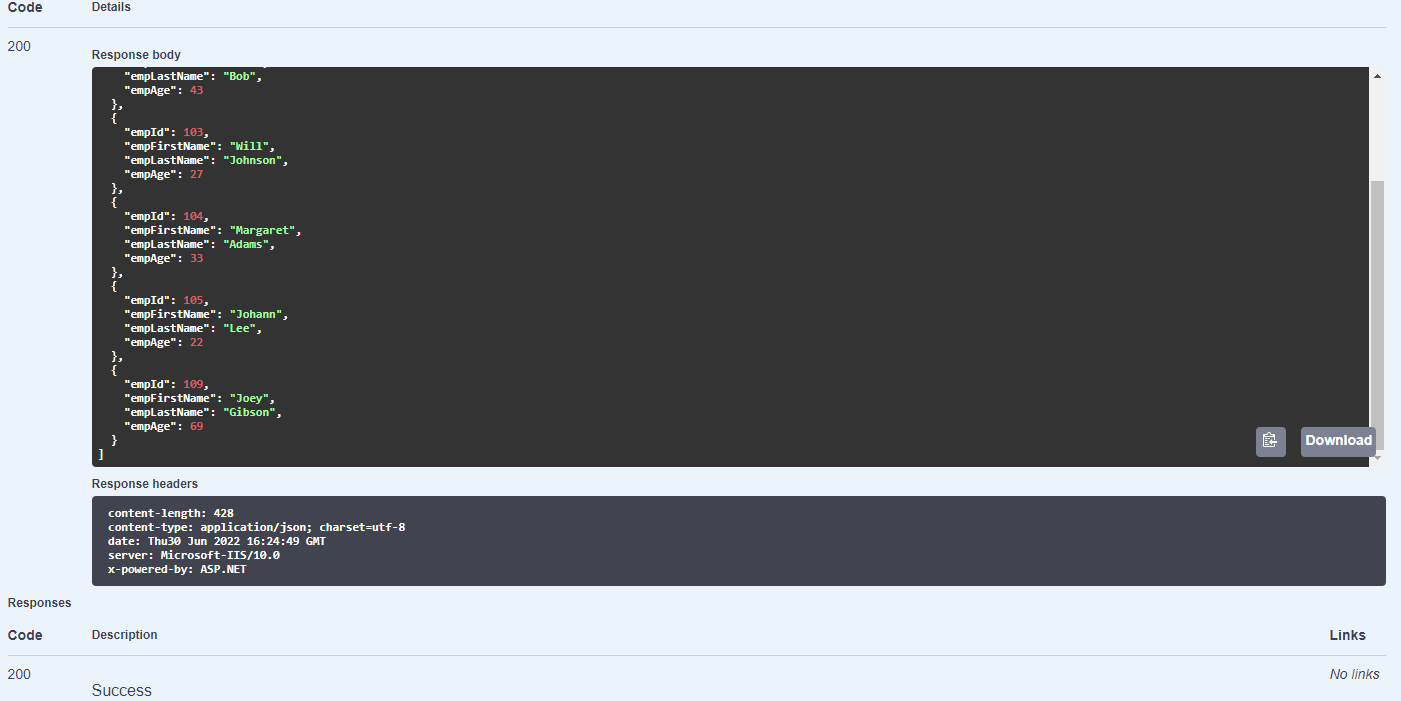 Code Details
200
Response body
"empLastName": "Bob",
"empAge": 43
},
{
"empId": 103,
"empFirstName": "Will",
"empLastName": "Johnson",
"empAge": 27
},
{
"empId": 104,
"empFirstName": "Margaret",
"empLastName": "Adams",
"empAge": 33
},
{
"empId": 105,
"empFirstName": "Johann",
"empLastName": "Lee",
"empAge": 22
},
{
"empId": 109,
"empFirstName": "Joey",
"empLastName": "Gibson",
"empAge": 69
}
]
Download
Response headers
content-length: 428
content-type: application/json; charset=utf-8
date: Thu30 Jun 2022 16:24:49 GMT
server: Microsoft-IIS/10.0
x-powered-by: ASP.NET
Responses
Code Description Links
200 No links
Success